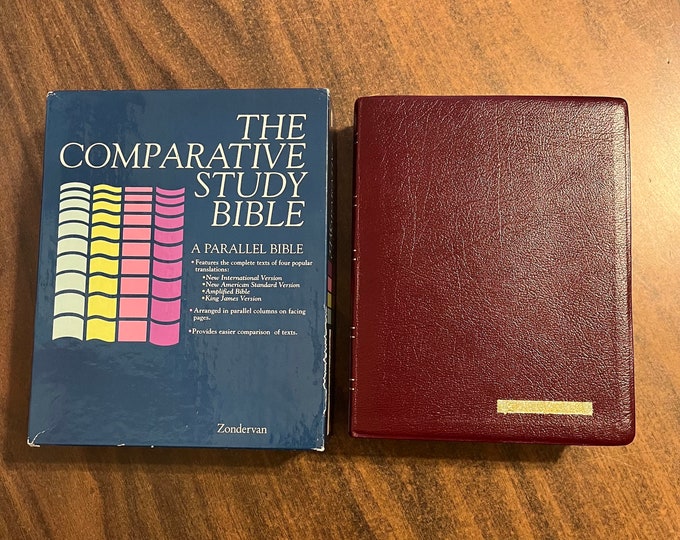 THE
COMPARATIVE
STUDY
BIBLE
A PARALLEL BIBLE
• Features the complete texts of four popular
translations:
•New International Version
•New American Standard Version
•Amplified Bible
•King James Version
• Arranged in parallel columns on facing
pages.
•Provides easier comparison of texts.
Zondervan